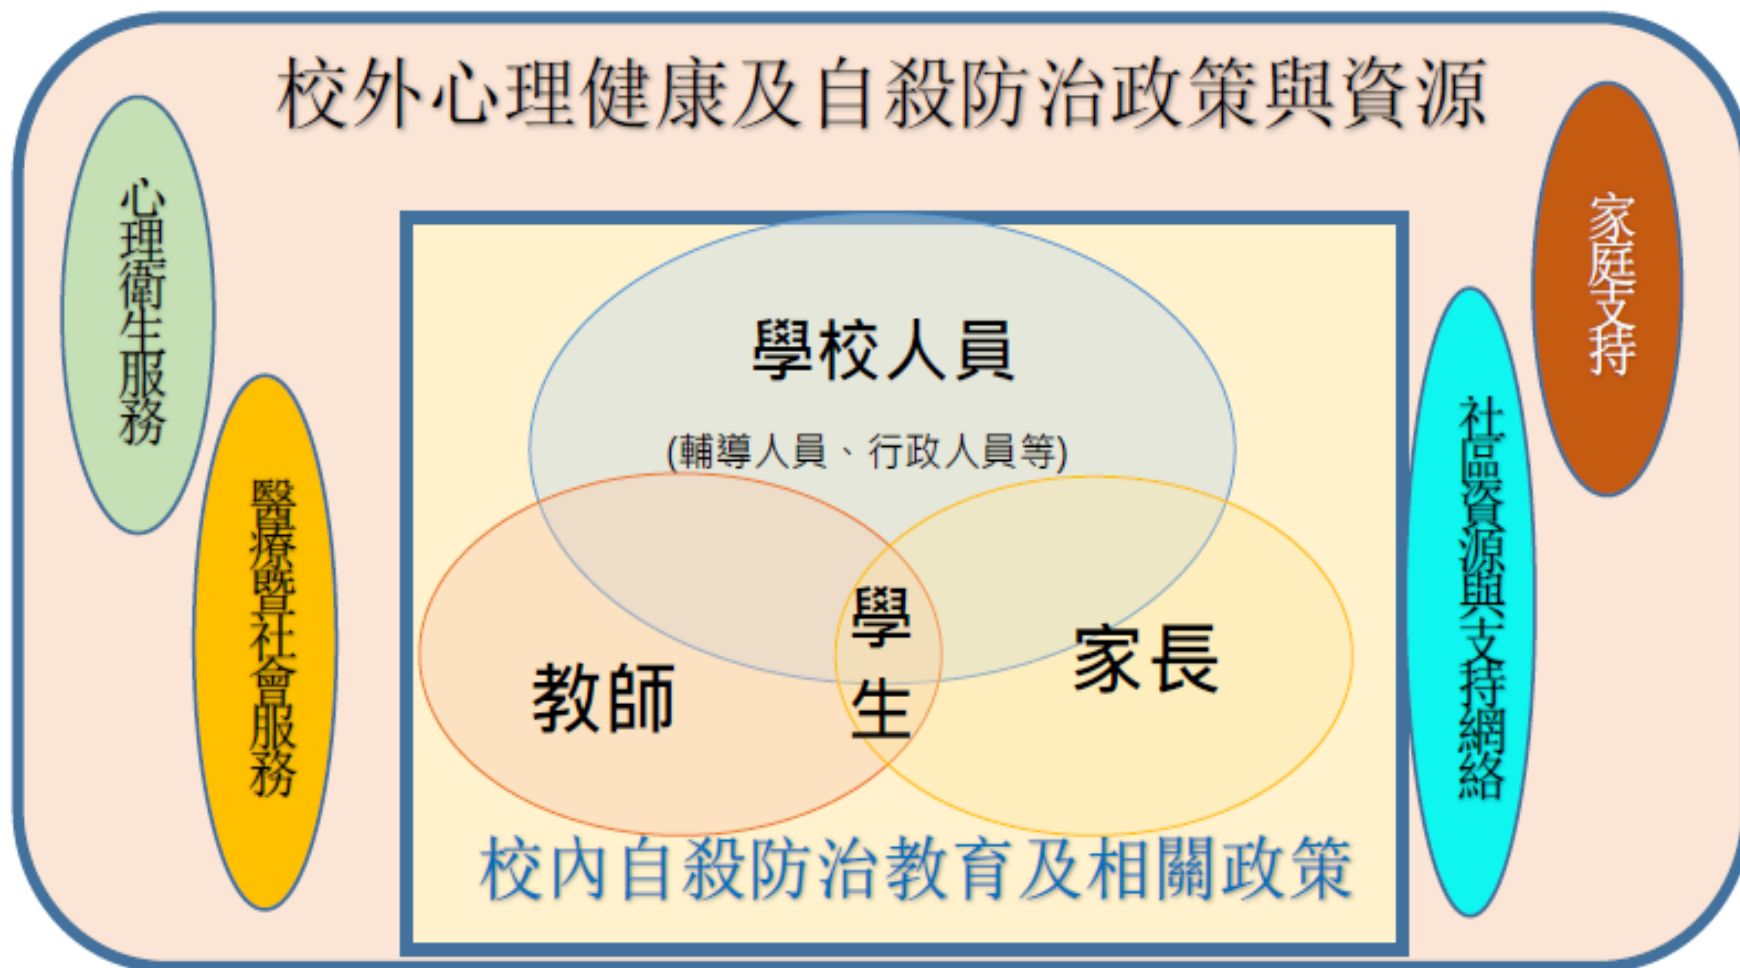 校外心理健康及自殺防治政策與資源
心理衛生服務
醫療暨社會服務
學校人員
(輔導人員、行政人員等)
教師
學生
家長
校內自殺防治教育及相關政策
社區資源與支持網絡
家庭支持